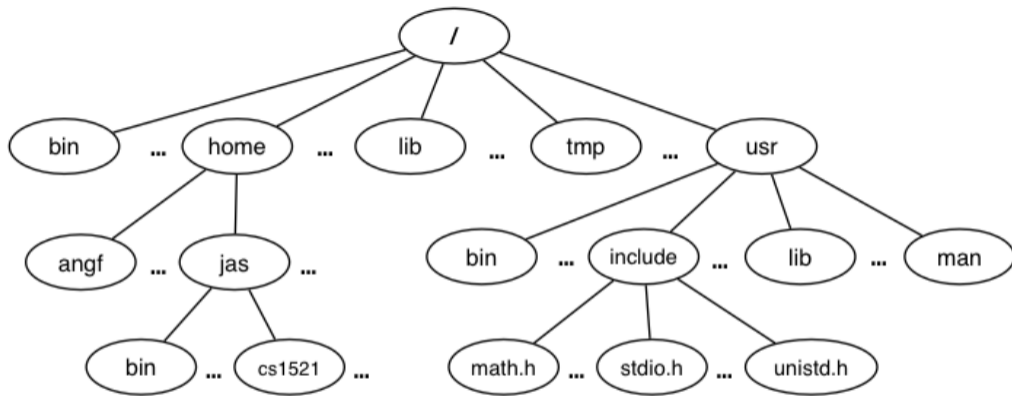 /
bin ... home ... lib ... tmp ... usr
angf ... jas ... bin ... include ... lib ... man
bin ... cs1521 ... math.h ... stdio.h ... unistd.h